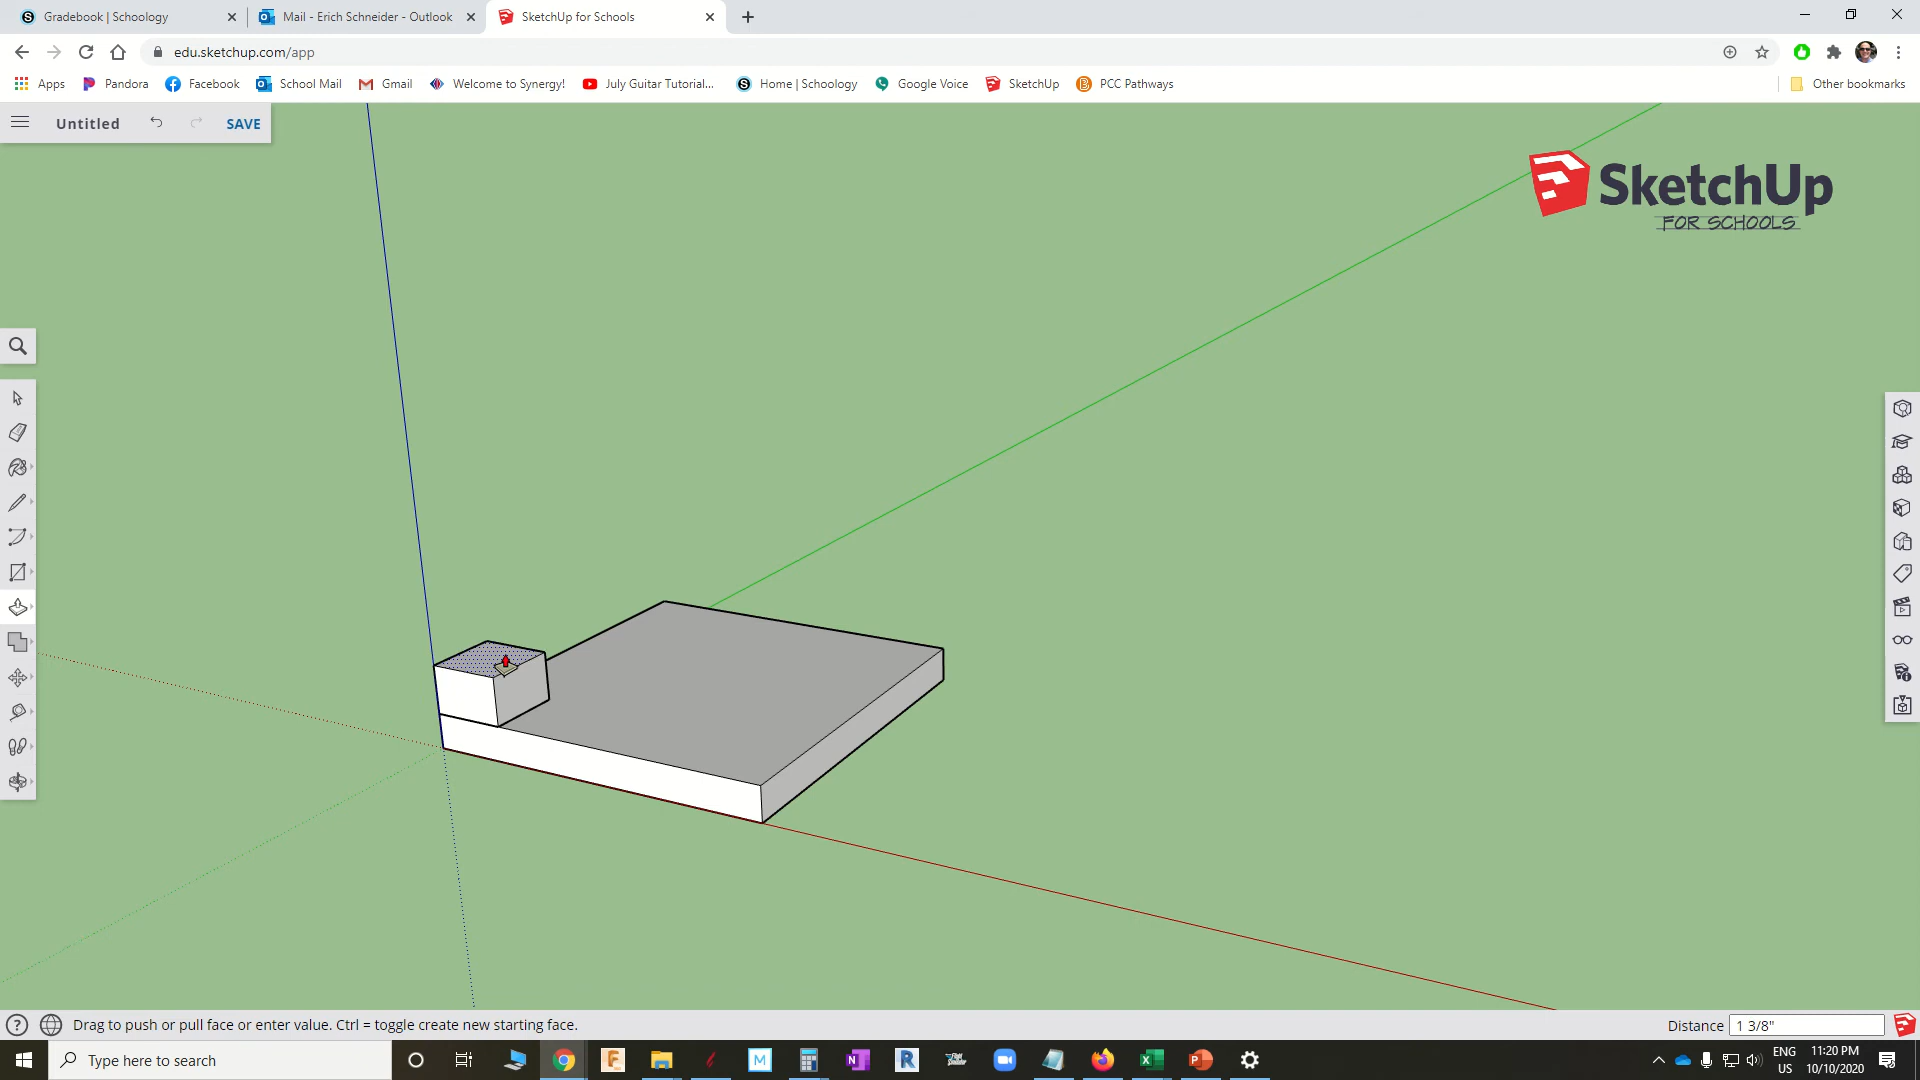 Gradebook | Schoology
Mail - Erich Schneider - Outlook
SketchUp for Schools
edu.sketchup.com/app
Apps
Pandora
Facebook
School Mail
Gmail
Welcome to Synergy!
July Guitar Tutorial...
Home | Schoology
Google Voice
SketchUp
PCC Pathways
Other bookmarks
Untitled
SAVE
SketchUp
FOR SCHOOLS
Drag to push or pull face or enter value. Ctrl = toggle create new starting face.
Distance 1 3/8"
Type here to search
ENG
US
11:20 PM
10/10/2020